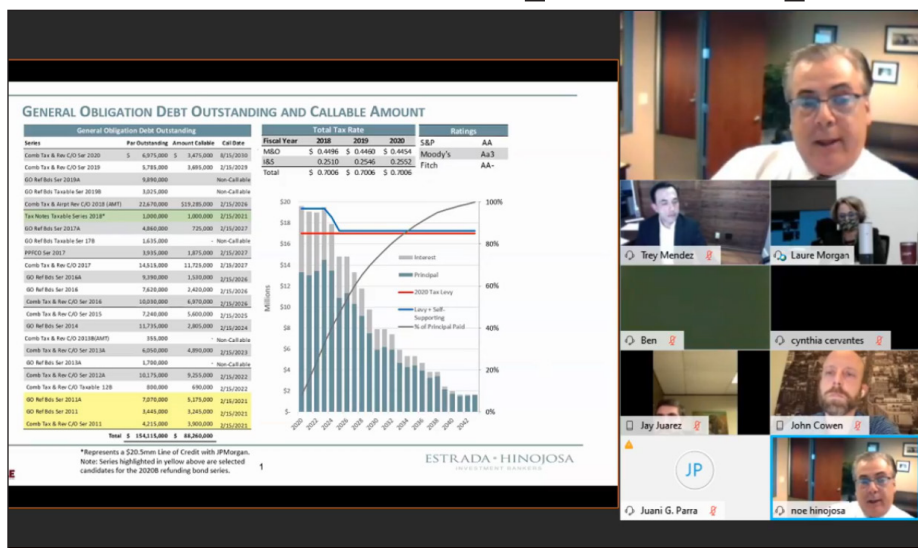 GENERAL OBLIGATION DEBT OUTSTANDING AND CALLABLE AMOUNT
General Obligation Debt Outstanding
Series Par Outstanding Amount Callable Call Date
Comb Tax & Rev C/O Ser 2020 $ 6,975,000 $ 3,475,000 8/15/2030
Comb Tax & Rev C/O Ser 2019 5,795,000 3,695,000 2/15/2029
GO Ref Bds Ser 2019A 9,890,000 Non-Callable
GO Ref Bds Taxable Ser 2019B 3,025,000 Non-Callable
Comb Tax & Arpt Rev C/O 2018 (AMT) 22,670,000 $19,285,000 2/15/2026
Tax Notes Taxable Series 2018* 1,000,000 1,000,000 2/15/2021
GO Ref Bds Ser 2017A 4,860,000 725,000 2/15/2027
GO Ref Bds Taxable Ser 17B 1,635,000 - Non-Callable
PPFCO Ser 2017 3,935,000 1,875,000 2/15/2027
Comb Tax & Rev C/O 2017 14,515,000 11,725,000 2/15/2027
GO Ref Bds Ser 2016A 9,390,000 1,530,000 2/15/2026
GO Ref Bds Ser 2016 7,620,000 2,420,000 2/15/2026
Comb Tax & Rev C/O Ser 2016 10,030,000 6,970,000 2/15/2026
Comb Tax & Rev C/O Ser 2015 7,240,000 5,600,000 2/15/2025
GO Ref Bds Ser 2014 11,735,000 2,805,000 2/15/2024
Comb Tax & Rev C/O 2013B(AMT) - Non-Callable
Comb Tax & Rev C/O Ser 2013A 6,050,000 4,890,000 2/15/2023
GO Ref Bds Ser 2013A 1,700,000 - Non-Callable
Comb Tax & Rev C/O Ser 2012A 10,175,000 9,255,000 2/15/2022
Comb Tax & Rev C/O Taxable 12B 800,000 690,000 2/15/2022
GO Ref Bds Ser 2011A 7,070,000 5,175,000 2/15/2021
GO Ref Bds Ser 2011 3,445,000 3,245,000 2/15/2021
Comb Tax & Rev C/O Ser 2011 4,215,000 3,900,000 2/15/2021
Total $ 154,115,000 $ 88,260,000
*Represents a $20.5mm Line of Credit with JPMorgan.
Note: Series highlighted in yellow above are selected
candidates for the 2020B refunding bond series.
1
Total Tax Rate
Fiscal Year 2018 2019 2020
M&O $ 0.4496 $ 0.4460 $ 0.4454
I&S 0.2510 0.2546 0.2552
Total $ 0.7006 $ 0.7006 $ 0.7006
Ratings
S&P AA
Moody's Aa3
Fitch AA-
Millions
$20
$18
$16
$14
$12
$10
$8
$6
$4
$2
$-
100%
80%
60%
40%
20%
0%
Interest
Principal
2020 Tax Levy
Levy + Self-
Supporting
% of Principal Paid
2020 2022 2024 2026 2028 2030 2032 2034 2036 2038 2040 2042
ESTRADA • HINOJOSA
INVESTMENT BANKERS
E
Trey Mendez
Laure Morgan
Ben
cynthia cervantes
Jay Juarez
John Cowen
JP
Juani G. Parra
noe hinojosa